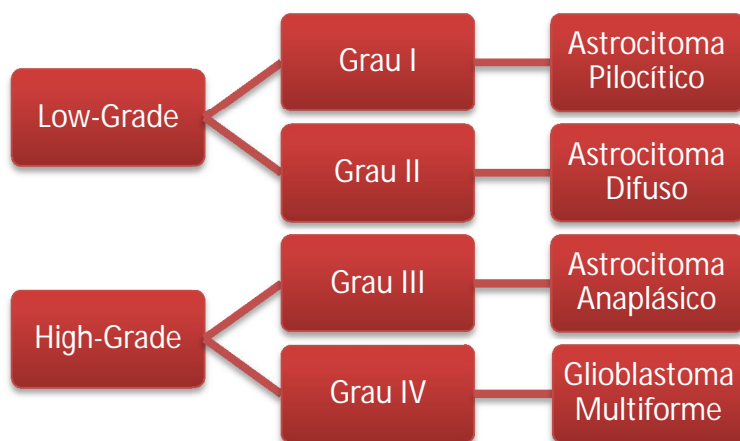 Low-Grade
Grau I
Astrocitoma
Pilocítico
Grau II
Astrocitoma
Difuso
High-Grade
Grau III
Astrocitoma
Anaplásico
Grau IV
Glioblastoma
Multiforme